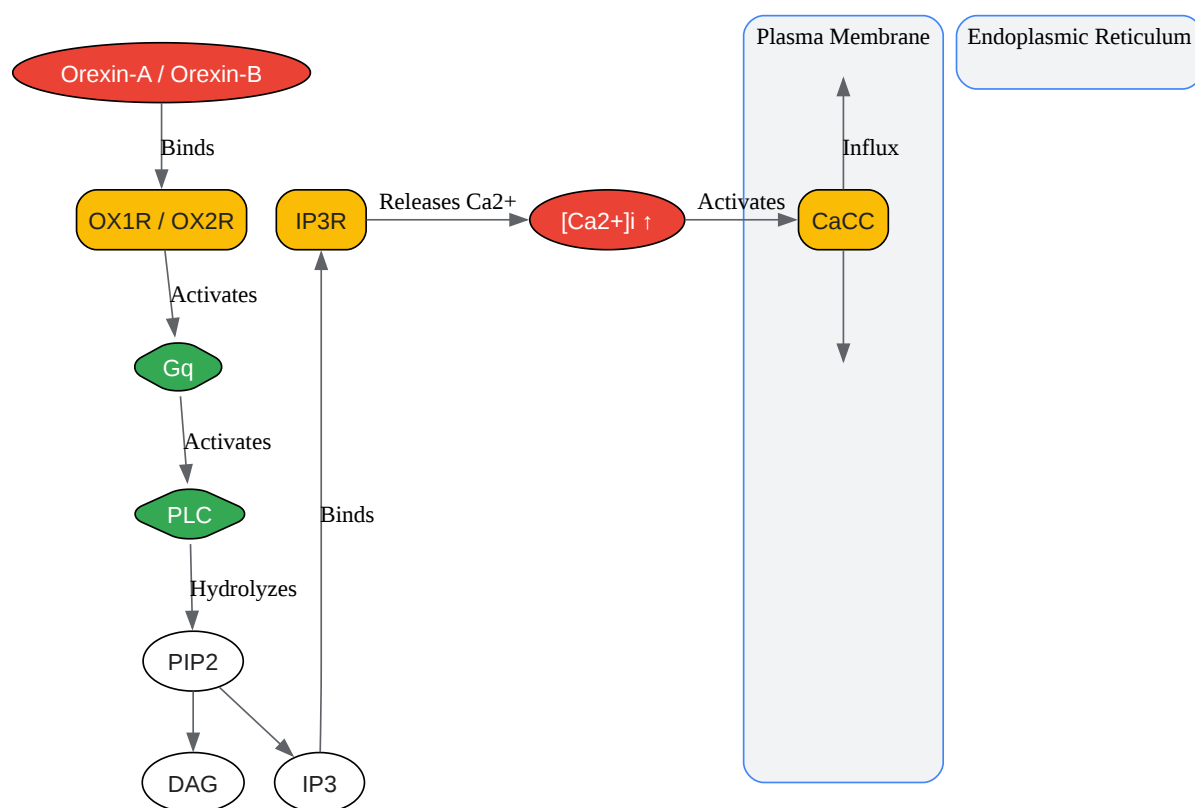 Plasma Membrane
Endoplasmic Reticulum
Orexin-A / Orexin-B
Binds
Influx
OX1R / OX2R
IP3R
Releases Ca2+
[Ca2+]i ↑
Activates
CaCC
Activates
Gq
Activates
PLC
Binds
Hydrolyzes
PIP2
DAG
IP3